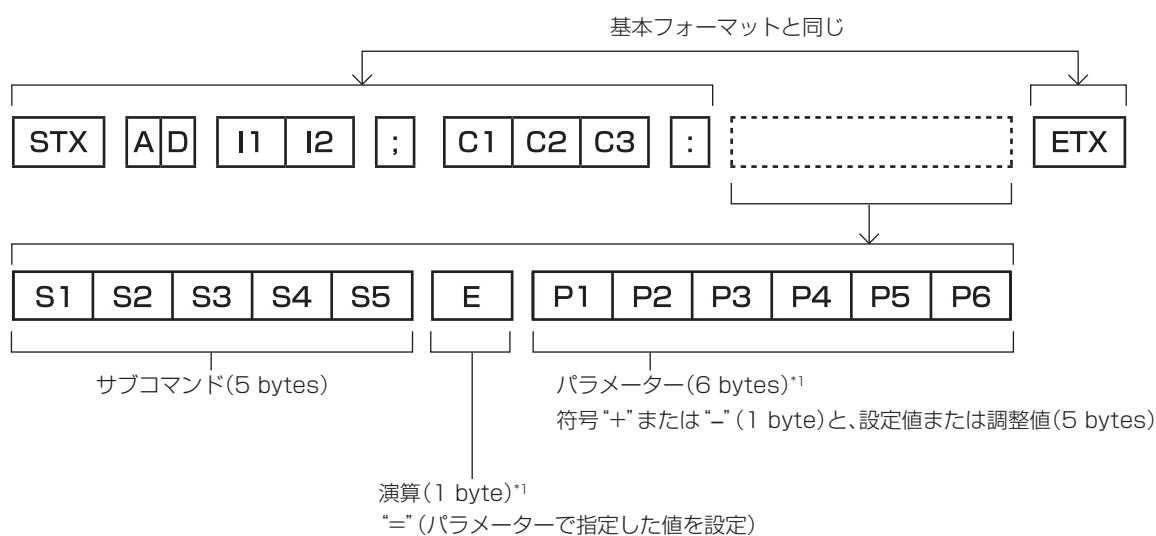 基本フォーマットと同じ
STX A D I1 I2 ; C1 C2 C3 : ETX
S1 S2 S3 S4 S5 E P1 P2 P3 P4 P5 P6
サブコマンド(5 bytes)
パラメーター(6 bytes)*1
符号“+”または“−”(1 byte)と、設定値または調整値(5 bytes)
演算(1 byte)*1
“=”(パラメーターで指定した値を設定)